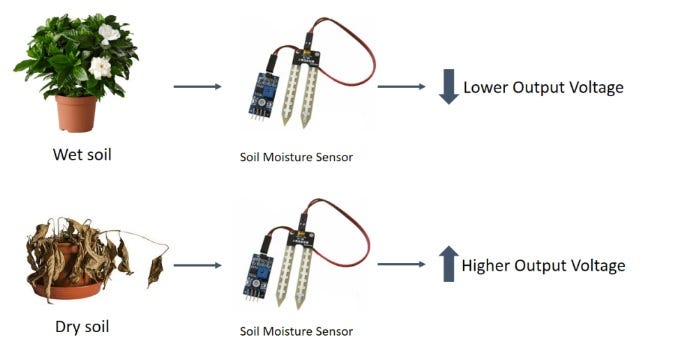 Wet soil
Soil Moisture Sensor
Lower Output Voltage
Dry soil
Soil Moisture Sensor
Higher Output Voltage